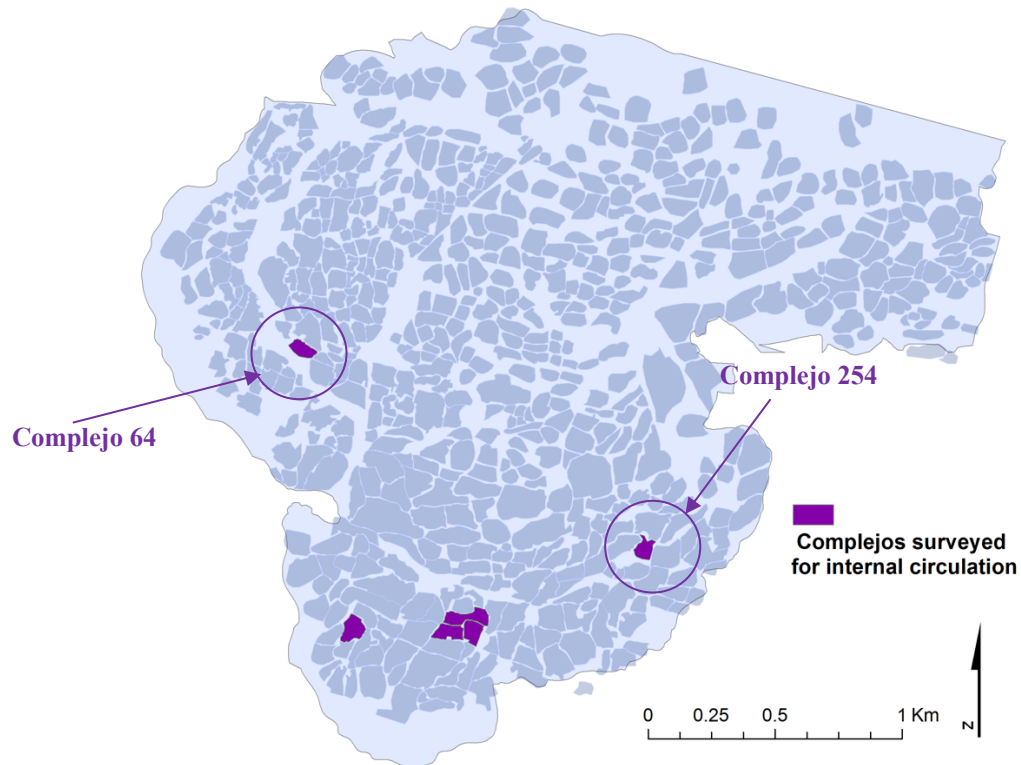 Complejo 254
Complejo 64
Complejos surveyed
for internal circulation
0 0.25 0.5 1 Km
N